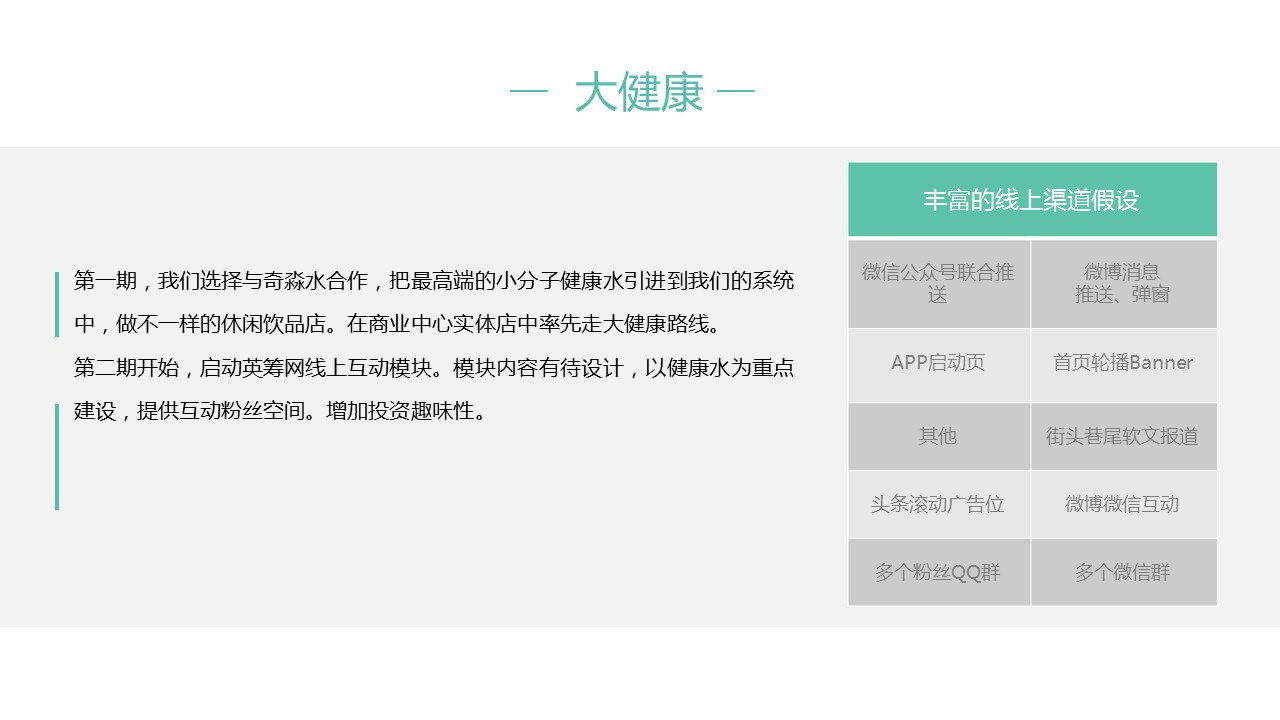 — 大健康 —
第一期，我们选择与奇淼水合作，把最高端的小分子健康水引进到我们的系统
中，做不一样的休闲饮品店。在商业中心实体店中率先走大健康路线。
第二期开始，启动英筹网线上互动模块。模块内容有待设计，以健康水为重点
建设，提供互动粉丝空间。增加投资趣味性。
丰富的线上渠道假设
微信公众号联合推
送
微博消息
推送、弹窗
APP启动页
首页轮播Banner
其他
街头巷尾软文报道
头条滚动广告位
微博微信互动
多个粉丝QQ群
多个微信群